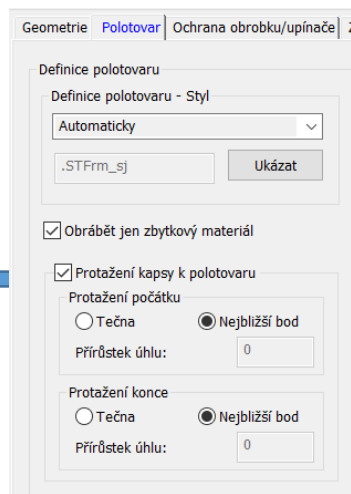 Geometrie Polotovar Ochrana obrobku/upínače
Definice polotovaru
Definice polotovaru - Styl
Automaticky
.STFrm_sj Ukázat
Obrábět jen zbytkový materiál
Protažení kapsy k polotovaru
Protažení počátku
Tečna Nejbližší bod
Přírůstek úhlu: 0
Protažení konce
Tečna Nejbližší bod
Přírůstek úhlu: 0